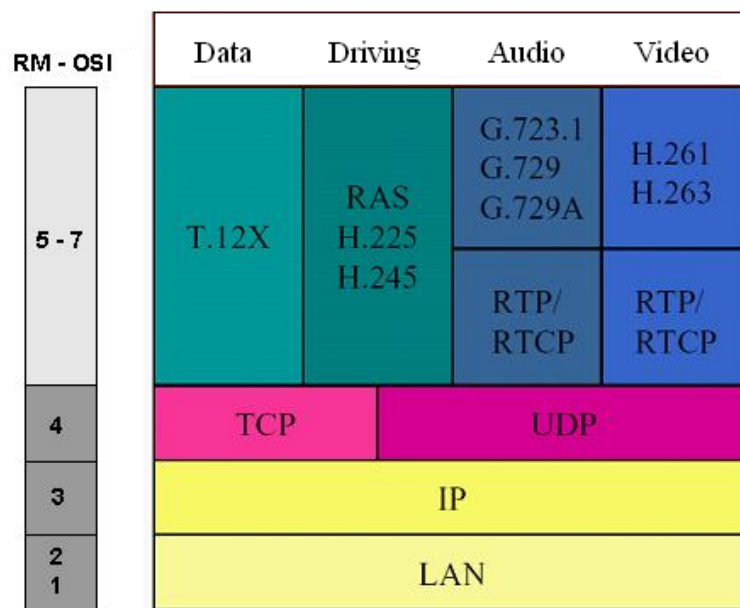 RM - OSI
Data
Driving
Audio
Video
5 - 7
T.12X
RAS
H.225
H.245
G.723.1
G.729
G.729A
H.261
H.263
RTP/
RTCP
RTP/
RTCP
4
TCP
UDP
3
IP
2
1
LAN